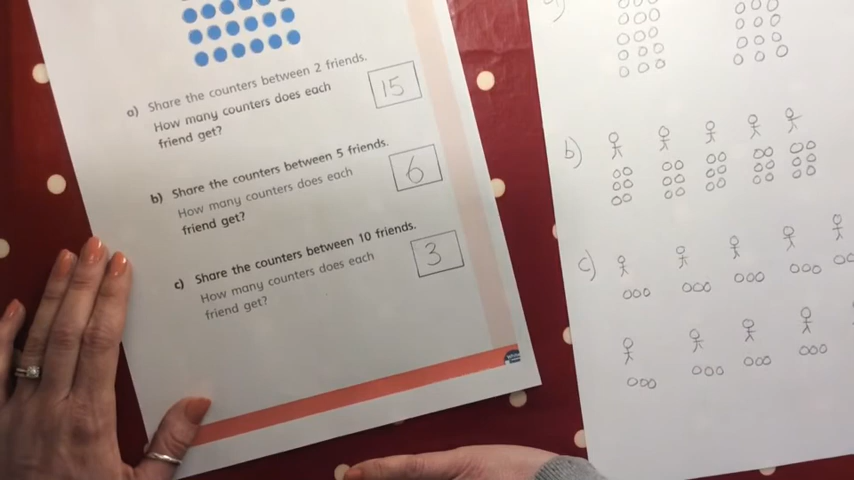 a) Share the counters between 2 friends.
How many counters does each
friend get?
15
b) Share the counters between 5 friends.
How many counters does each
friend get?
6
c) Share the counters between 10 friends.
How many counters does each
friend get?
3
b)
c)